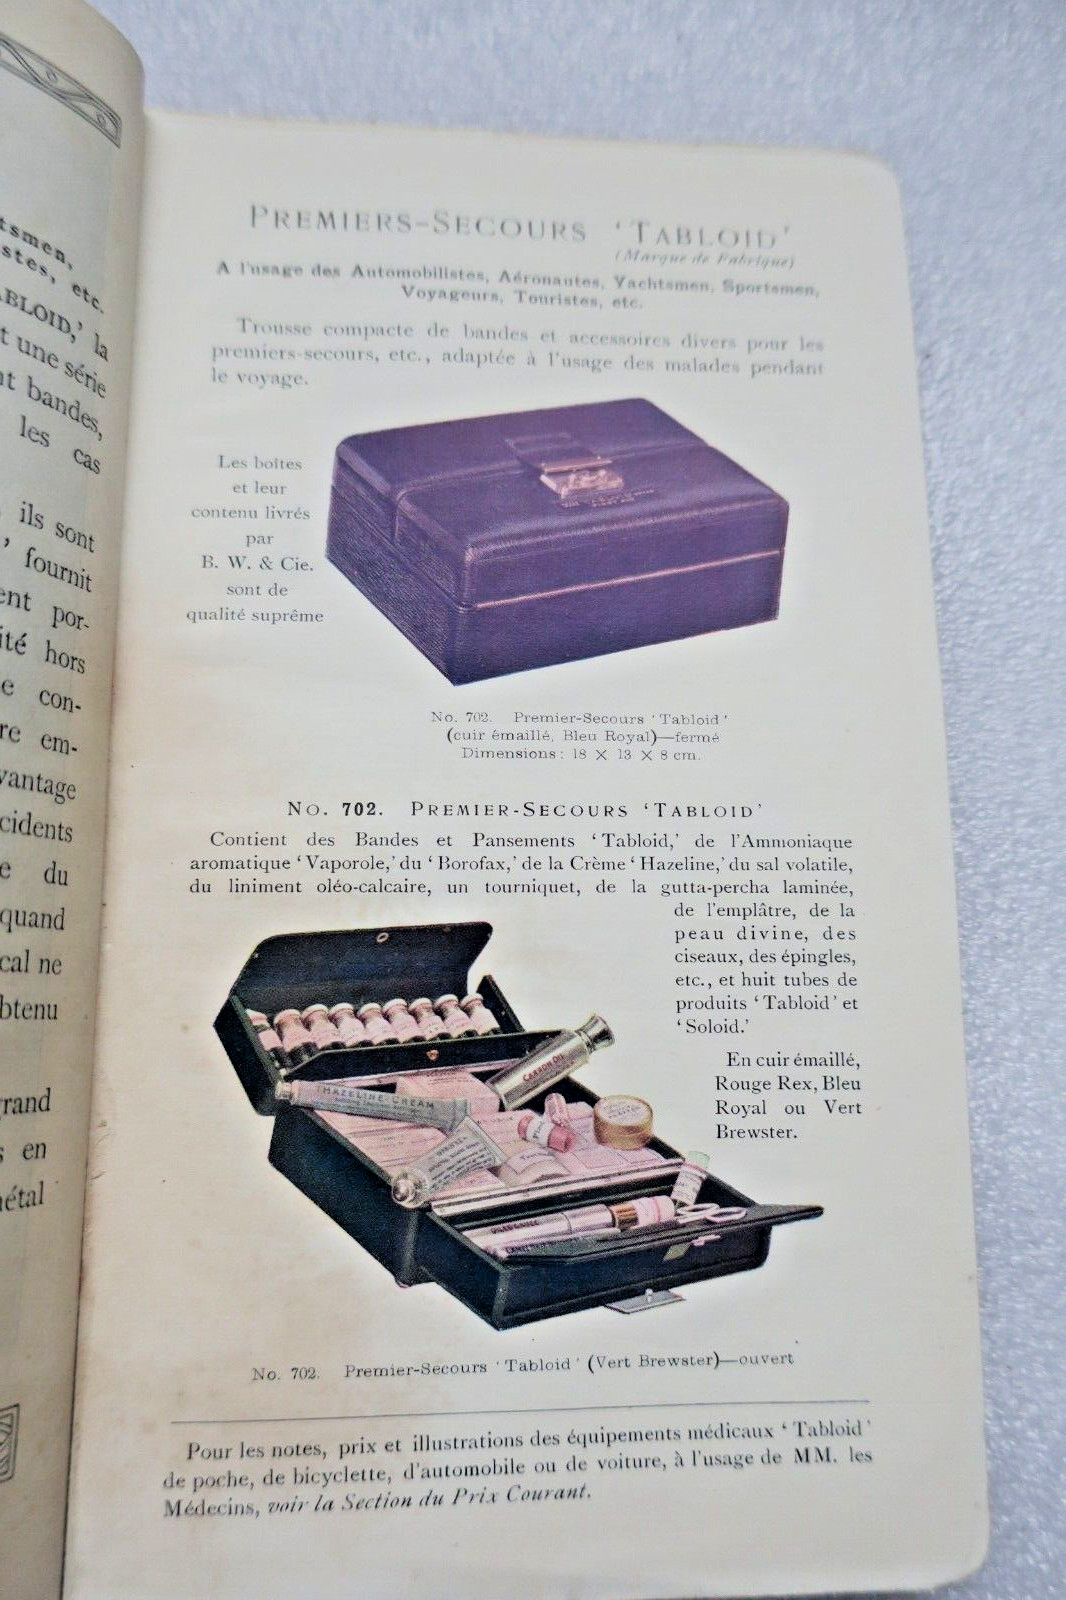 tsmen,
stes, etc.
TABLOID,' la
t une série
nt bandes,
les cas
ils sont
', fournit
ent por-
ité hors
e con-
re em-
vantage
cidents
e du
quand
cal ne
btenu
rand
s en
métal
PREMIERS-SECOURS 'TABLOID'
(Marque de Fabrique)
A l'usage des Automobilistes, Aéronautes, Yachtsmen, Sportsmen,
Voyageurs, Touristes, etc.
Trousse compacte de bandes et accessoires divers pour les
premiers-secours, etc., adaptée à l'usage des malades pendant
le voyage.
Les boîtes
et leur
contenu livrés
par
B. W. & Cie.
sont de
qualité suprême
No. 702. Premier-Secours 'Tabloid'
(cuir émaillé, Bleu Royal)—fermé
Dimensions: 18 X 13 X 8 cm.
NO. 702. PREMIER-SECOURS 'TABLOID'
Contient des Bandes et Pansements 'Tabloid,' de l'Ammoniaque
aromatique 'Vaporole,' du 'Borofax,' de la Crème 'Hazeline,' du sal volatile,
du liniment oléo-calcaire, un tourniquet, de la gutta-percha laminée,
de l'emplâtre, de la
peau divine, des
ciseaux, des épingles,
etc., et huit tubes de
produits 'Tabloid' et
'Soloid.'
En cuir émaillé,
Rouge Rex, Bleu
Royal ou Vert
Brewster.
CARRON OIL
'HAZELINE' CREAM
No. 702. Premier-Secours 'Tabloid' (Vert Brewster)—ouvert
Pour les notes, prix et illustrations des équipements médicaux 'Tabloid'
de poche, de bicyclette, d'automobile ou de voiture, à l'usage de MM. les
Médecins, voir la Section du Prix Courant.